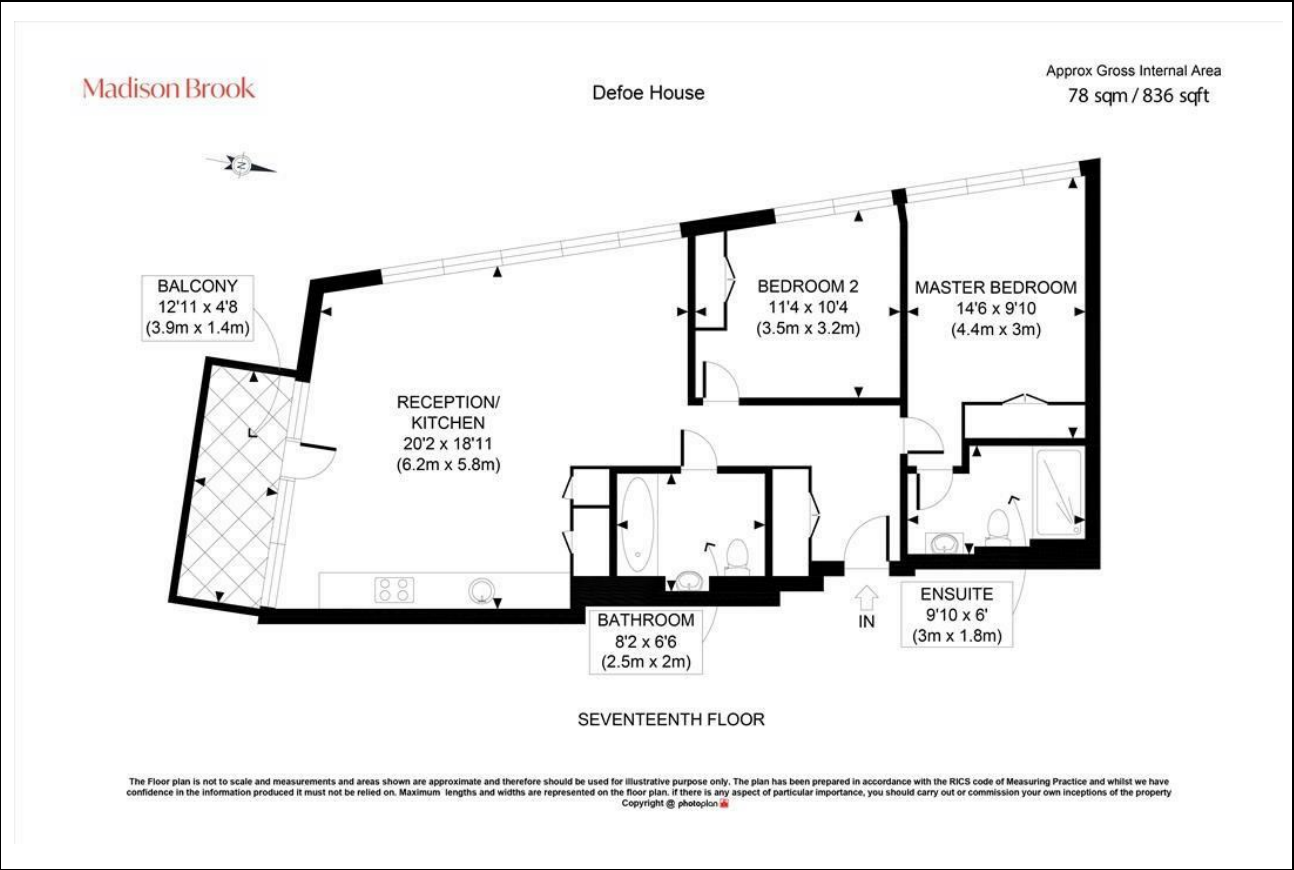 Madison Brook
Defoe House
Approx Gross Internal Area
78 sqm / 836 sqft
N
BALCONY
12'11 x 4'8
(3.9m x 1.4m)
BEDROOM 2
11'4 x 10'4
(3.5m x 3.2m)
MASTER BEDROOM
14'6 x 9'10
(4.4m x 3m)
RECEPTION/
KITCHEN
20'2 x 18'11
(6.2m x 5.8m)
BATHROOM
8'2 x 6'6
(2.5m x 2m)
IN
ENSUITE
9'10 x 6'
(3m x 1.8m)
SEVENTEENTH FLOOR
The Floor plan is not to scale and measurements and areas shown are approximate and therefore should be used for illustrative purpose only. The plan has been prepared in accordance with the RICS code of Measuring Practice and whilst we have
confidence in the information produced it must not be relied on. Maximum lengths and widths are represented on the floor plan. if there is any aspect of particular importance, you should carry out or commission your own inceptions of the property
Copyright @ photoplan